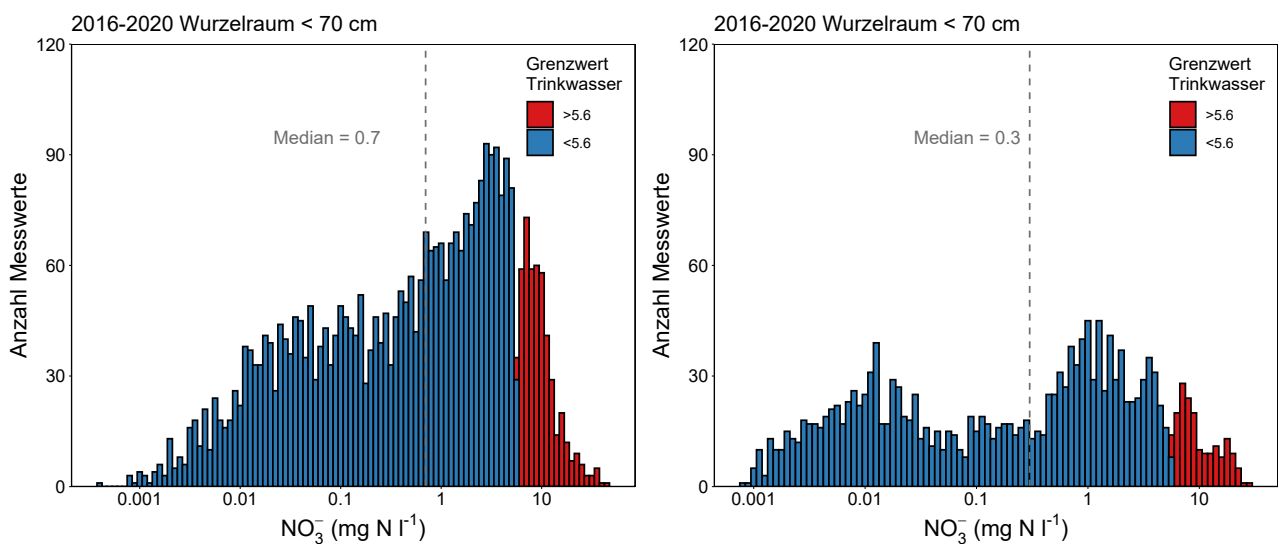 2016-2020 Wurzelraum < 70 cm
120
90
60
30
0
Anzahl Messwerte
Median = 0.7
Grenzwert
Trinkwasser
>5.6
<5.6
0.001 0.01 0.1 1 10
NO₃⁻ (mg N l⁻¹)
2016-2020 Wurzelraum < 70 cm
120
90
60
30
0
Anzahl Messwerte
Median = 0.3
Grenzwert
Trinkwasser
>5.6
<5.6
0.001 0.01 0.1 1 10
NO₃⁻ (mg N l⁻¹)